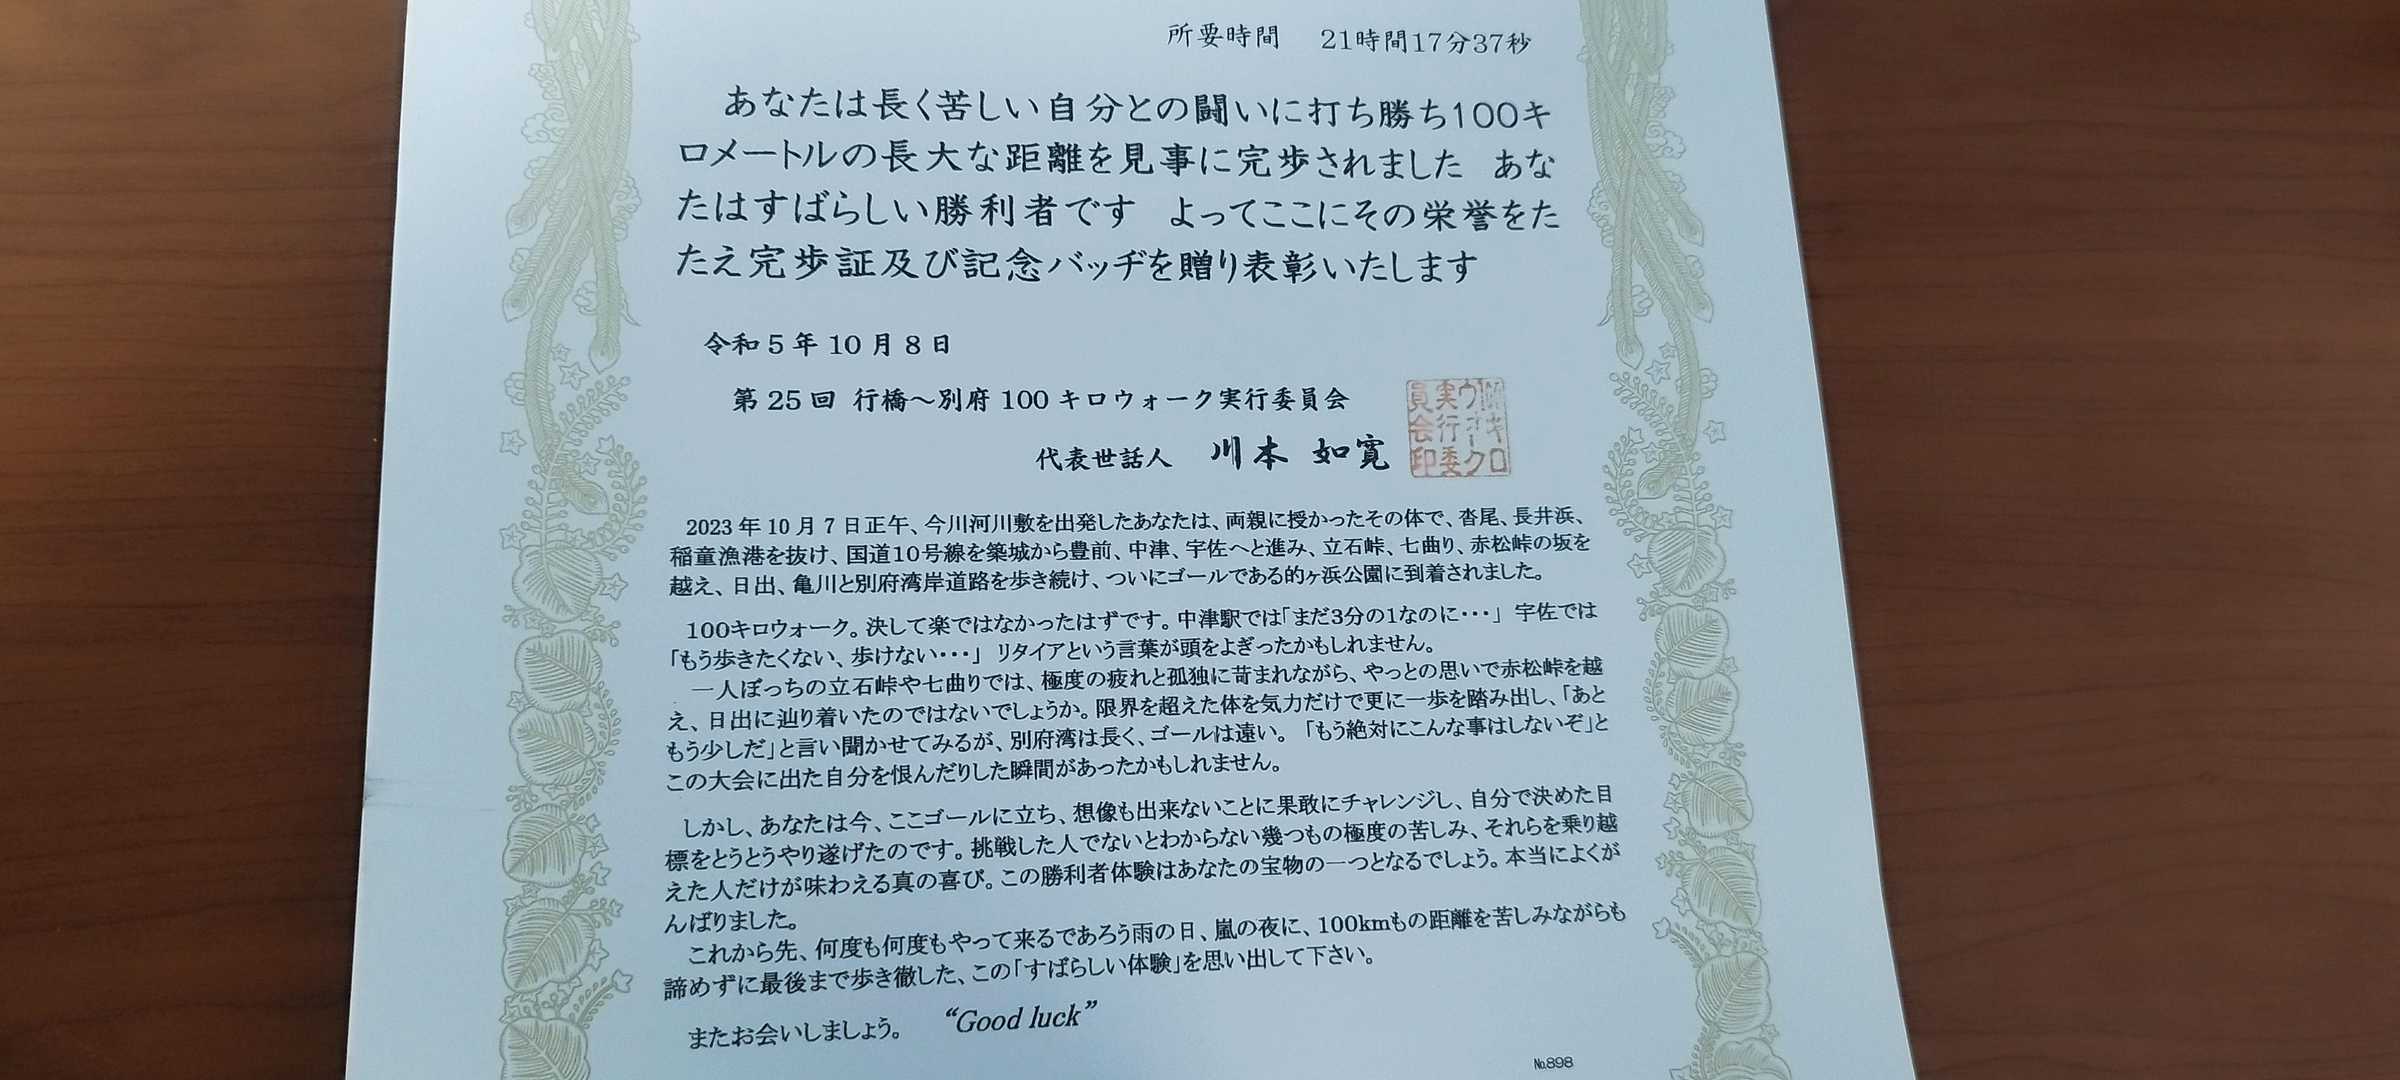 所要時間 21時間17分37秒
あなたは長く苦しい自分との闘いに打ち勝ち100キ
ロメートルの長大な距離を見事に完歩されました あな
たはすばらしい勝利者です よってここにその栄誉をた
たえ完歩証及び記念バッヂを贈り表彰いたします
令和5年10月8日
第25回 行橋～別府100キロウォーク実行委員会
代表世話人 川本 如寛
キロ
ウオーク
実行委
員会印
2023年10月7日正午、今川河川敷を出発したあなたは、両親に授かったその体で、沓尾、長井浜、
稲童漁港を抜け、国道10号線を築城から豊前、中津、宇佐へと進み、立石峠、七曲り、赤松峠の坂を
越え、日出、亀川と別府湾岸道路を歩き続け、ついにゴールである的ヶ浜公園に到着されました。
100キロウォーク。決して楽ではなかったはずです。中津駅では「まだ3分の1なのに・・・」 宇佐では
「もう歩きたくない、歩けない・・・」 リタイアという言葉が頭をよぎったかもしれません。
一人ぼっちの立石峠や七曲りでは、極度の疲れと孤独に苛まれながら、やっとの思いで赤松峠を越
え、日出に辿り着いたのではないでしょうか。限界を超えた体を気力だけで更に一歩を踏み出し、「あと
もう少しだ」と言い聞かせてみるが、別府湾は長く、ゴールは遠い。「もう絶対にこんな事はしないぞ」と
この大会に出た自分を恨んだりした瞬間があったかもしれません。
しかし、あなたは今、ここゴールに立ち、想像も出来ないことに果敢にチャレンジし、自分で決めた目
標をとうとうやり遂げたのです。挑戦した人でないとわからない幾つもの極度の苦しみ、それらを乗り越
えた人だけが味わえる真の喜び。この勝利者体験はあなたの宝物の一つとなるでしょう。本当によくが
んばりました。
これから先、何度も何度もやって来るであろう雨の日、嵐の夜に、100kmもの距離を苦しみながらも
諦めずに最後まで歩き徹した、この「すばらしい体験」を思い出して下さい。
またお会いしましょう。 “Good luck”
№898